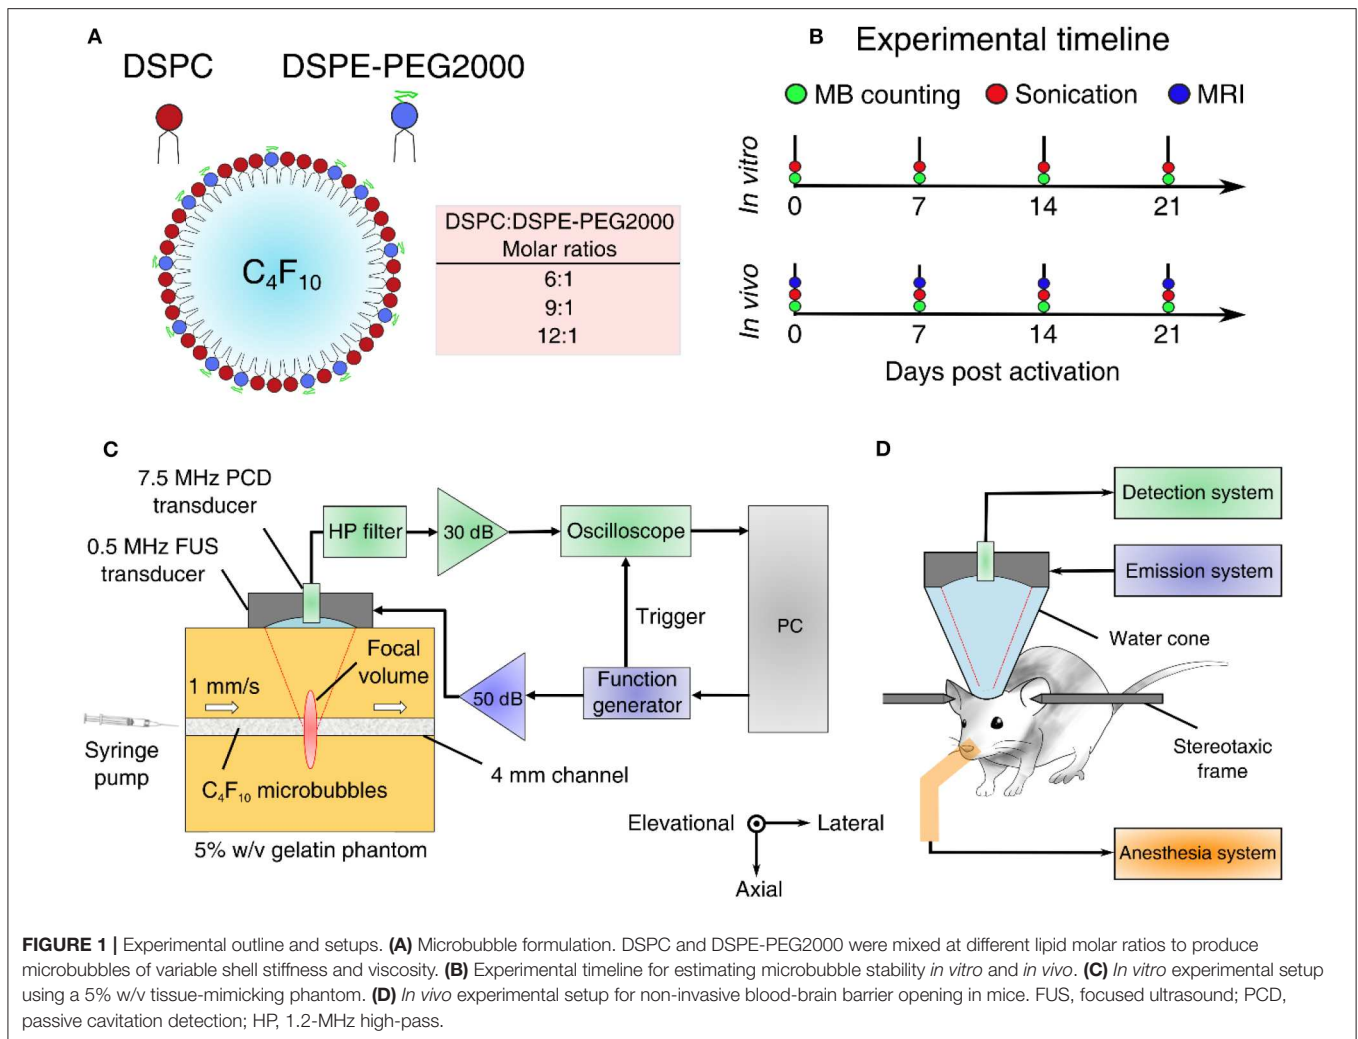 A
DSPC
DSPE-PEG2000
C₄F₁₀
DSPC:DSPE-PEG2000
Molar ratios
6:1
9:1
12:1
B
Experimental timeline
MB counting
Sonication
MRI
In vitro
0
7
14
21
In vivo
0
7
14
21
Days post activation
C
7.5 MHz PCD
transducer
0.5 MHz FUS
transducer
HP filter
30 dB
Oscilloscope
PC
Trigger
Function
generator
50 dB
Focal
volume
1 mm/s
Syringe
pump
C₄F₁₀ microbubbles
4 mm channel
5% w/v gelatin phantom
Elevational
Lateral
Axial
D
Detection system
Emission system
Water cone
Stereotaxic
frame
Anesthesia system
FIGURE 1 | Experimental outline and setups. (A) Microbubble formulation. DSPC and DSPE-PEG2000 were mixed at different lipid molar ratios to produce
microbubbles of variable shell stiffness and viscosity. (B) Experimental timeline for estimating microbubble stability in vitro and in vivo. (C) In vitro experimental setup
using a 5% w/v tissue-mimicking phantom. (D) In vivo experimental setup for non-invasive blood-brain barrier opening in mice. FUS, focused ultrasound; PCD,
passive cavitation detection; HP, 1.2-MHz high-pass.